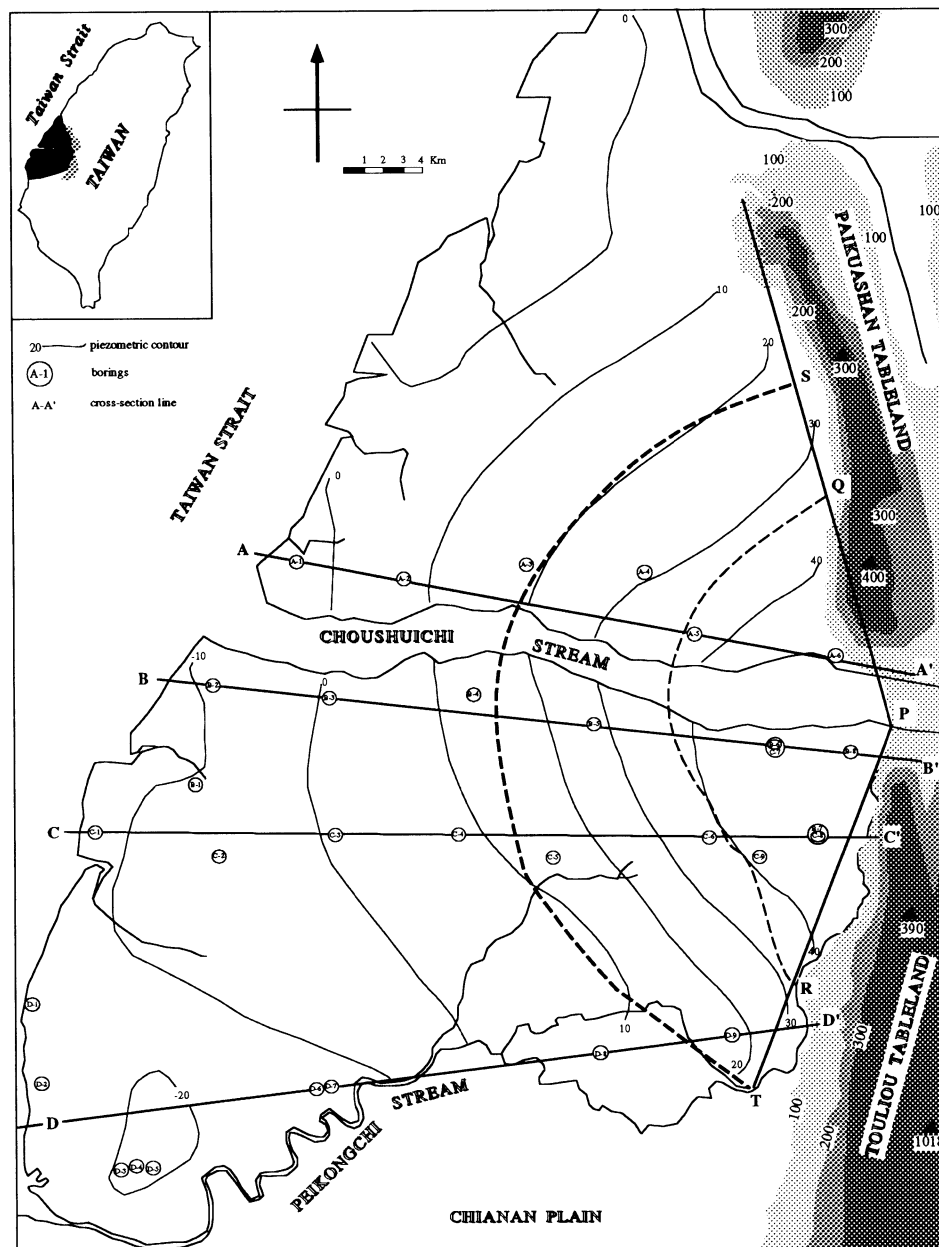 Taiwan Strait
TAIWAN
1 2 3 4 Km
20 piezometric contour
A-1 borings
A-A' cross-section line
0
300
200
100
100
-200
100
100
PAIKUASHAN TABLELAND
200
300
10
20
S
30
Q
300
400
40
TAIWAN STRAIT
0
A
A-1
A-2
A-3
A-4
A-5
A-6
A'
CHOUSHUICHI
STREAM
P
-10
0
B
B-2
B-3
B-4
B-5
B-8
B'
B-1
C
C-1
C-3
C-4
C-6
C'
C-2
C-5
C-9
390
40
R
D-1
10
30
D'
300
D-9
20
D-8
T
D-2
-20
D-6
D-7
D
STREAM
100
200
TOULIOU TABLELAND
1018
D-3
D-4
D-5
PEIKONGCHI
CHIANAN PLAIN